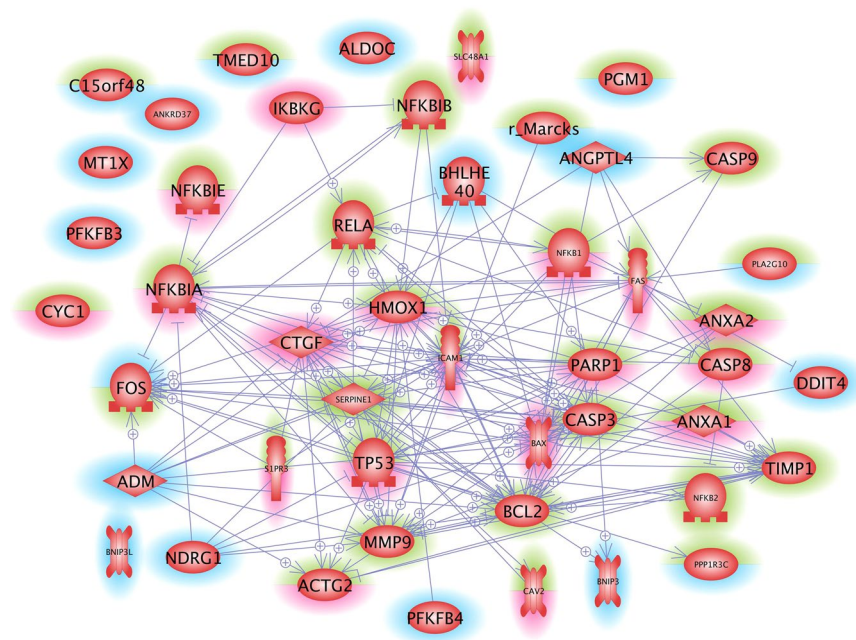 ALDOC
SLC48A1
TMED10
C15orf48
PGM1
ANKRD37
IKBKG
NFKBIB
r_Marcks
ANGPTL4
CASP9
MT1X
NFKBIE
BHLHE
40
RELA
PFKFB3
NFKB1
PLA2G10
FAS
NFKBIA
CYC1
HMOX1
ANXA2
CTGF
ICAM1
PARP1
CASP8
FOS
DDIT4
SERPINE1
CASP3
ANXA1
BAX
S1PR3
TP53
TIMP1
ADM
NFKB2
BCL2
MMP9
BNIP3L
NDRG1
PPP1R3C
ACTG2
CAV2
BNIP3
PFKFB4